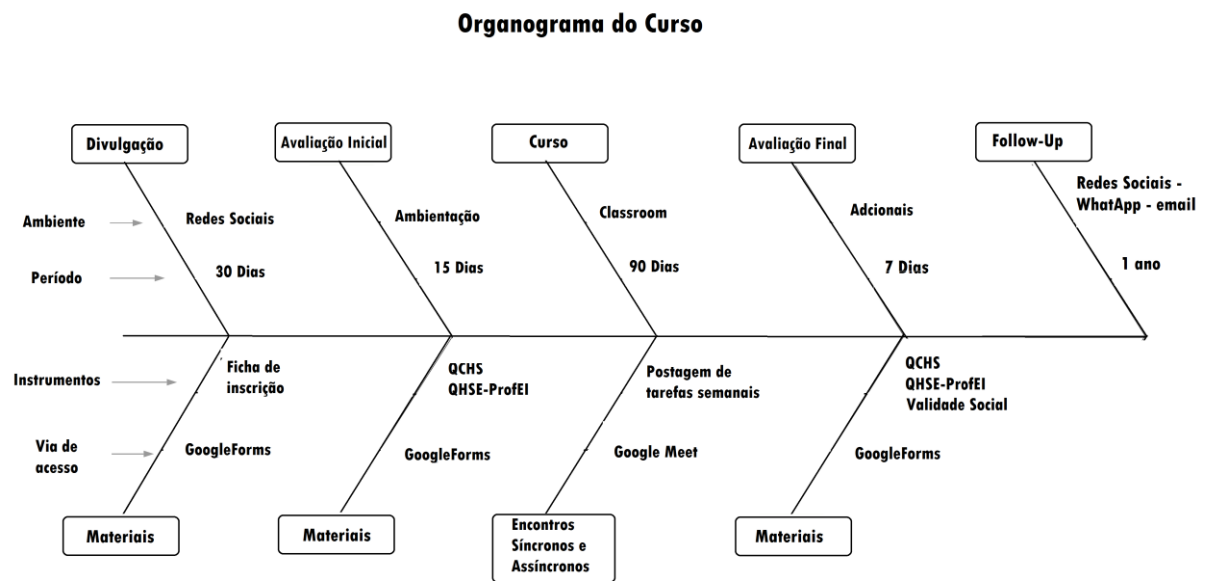 Organograma do Curso
Divulgação
Avaliação Inicial
Curso
Avaliação Final
Follow-Up
Ambiente
Redes Sociais
Ambientação
Classroom
Adcionais
Redes Sociais -
WhatApp - email
Período
30 Dias
15 Dias
90 Dias
7 Dias
1 ano
Instrumentos
Ficha de
inscrição
QCHS
QHSE-ProfEI
Postagem de
tarefas semanais
QCHS
QHSE-ProfEI
Validade Social
Via de
acesso
GoogleForms
GoogleForms
Google Meet
GoogleForms
Materiais
Materiais
Encontros
Síncronos e
Assíncronos
Materiais